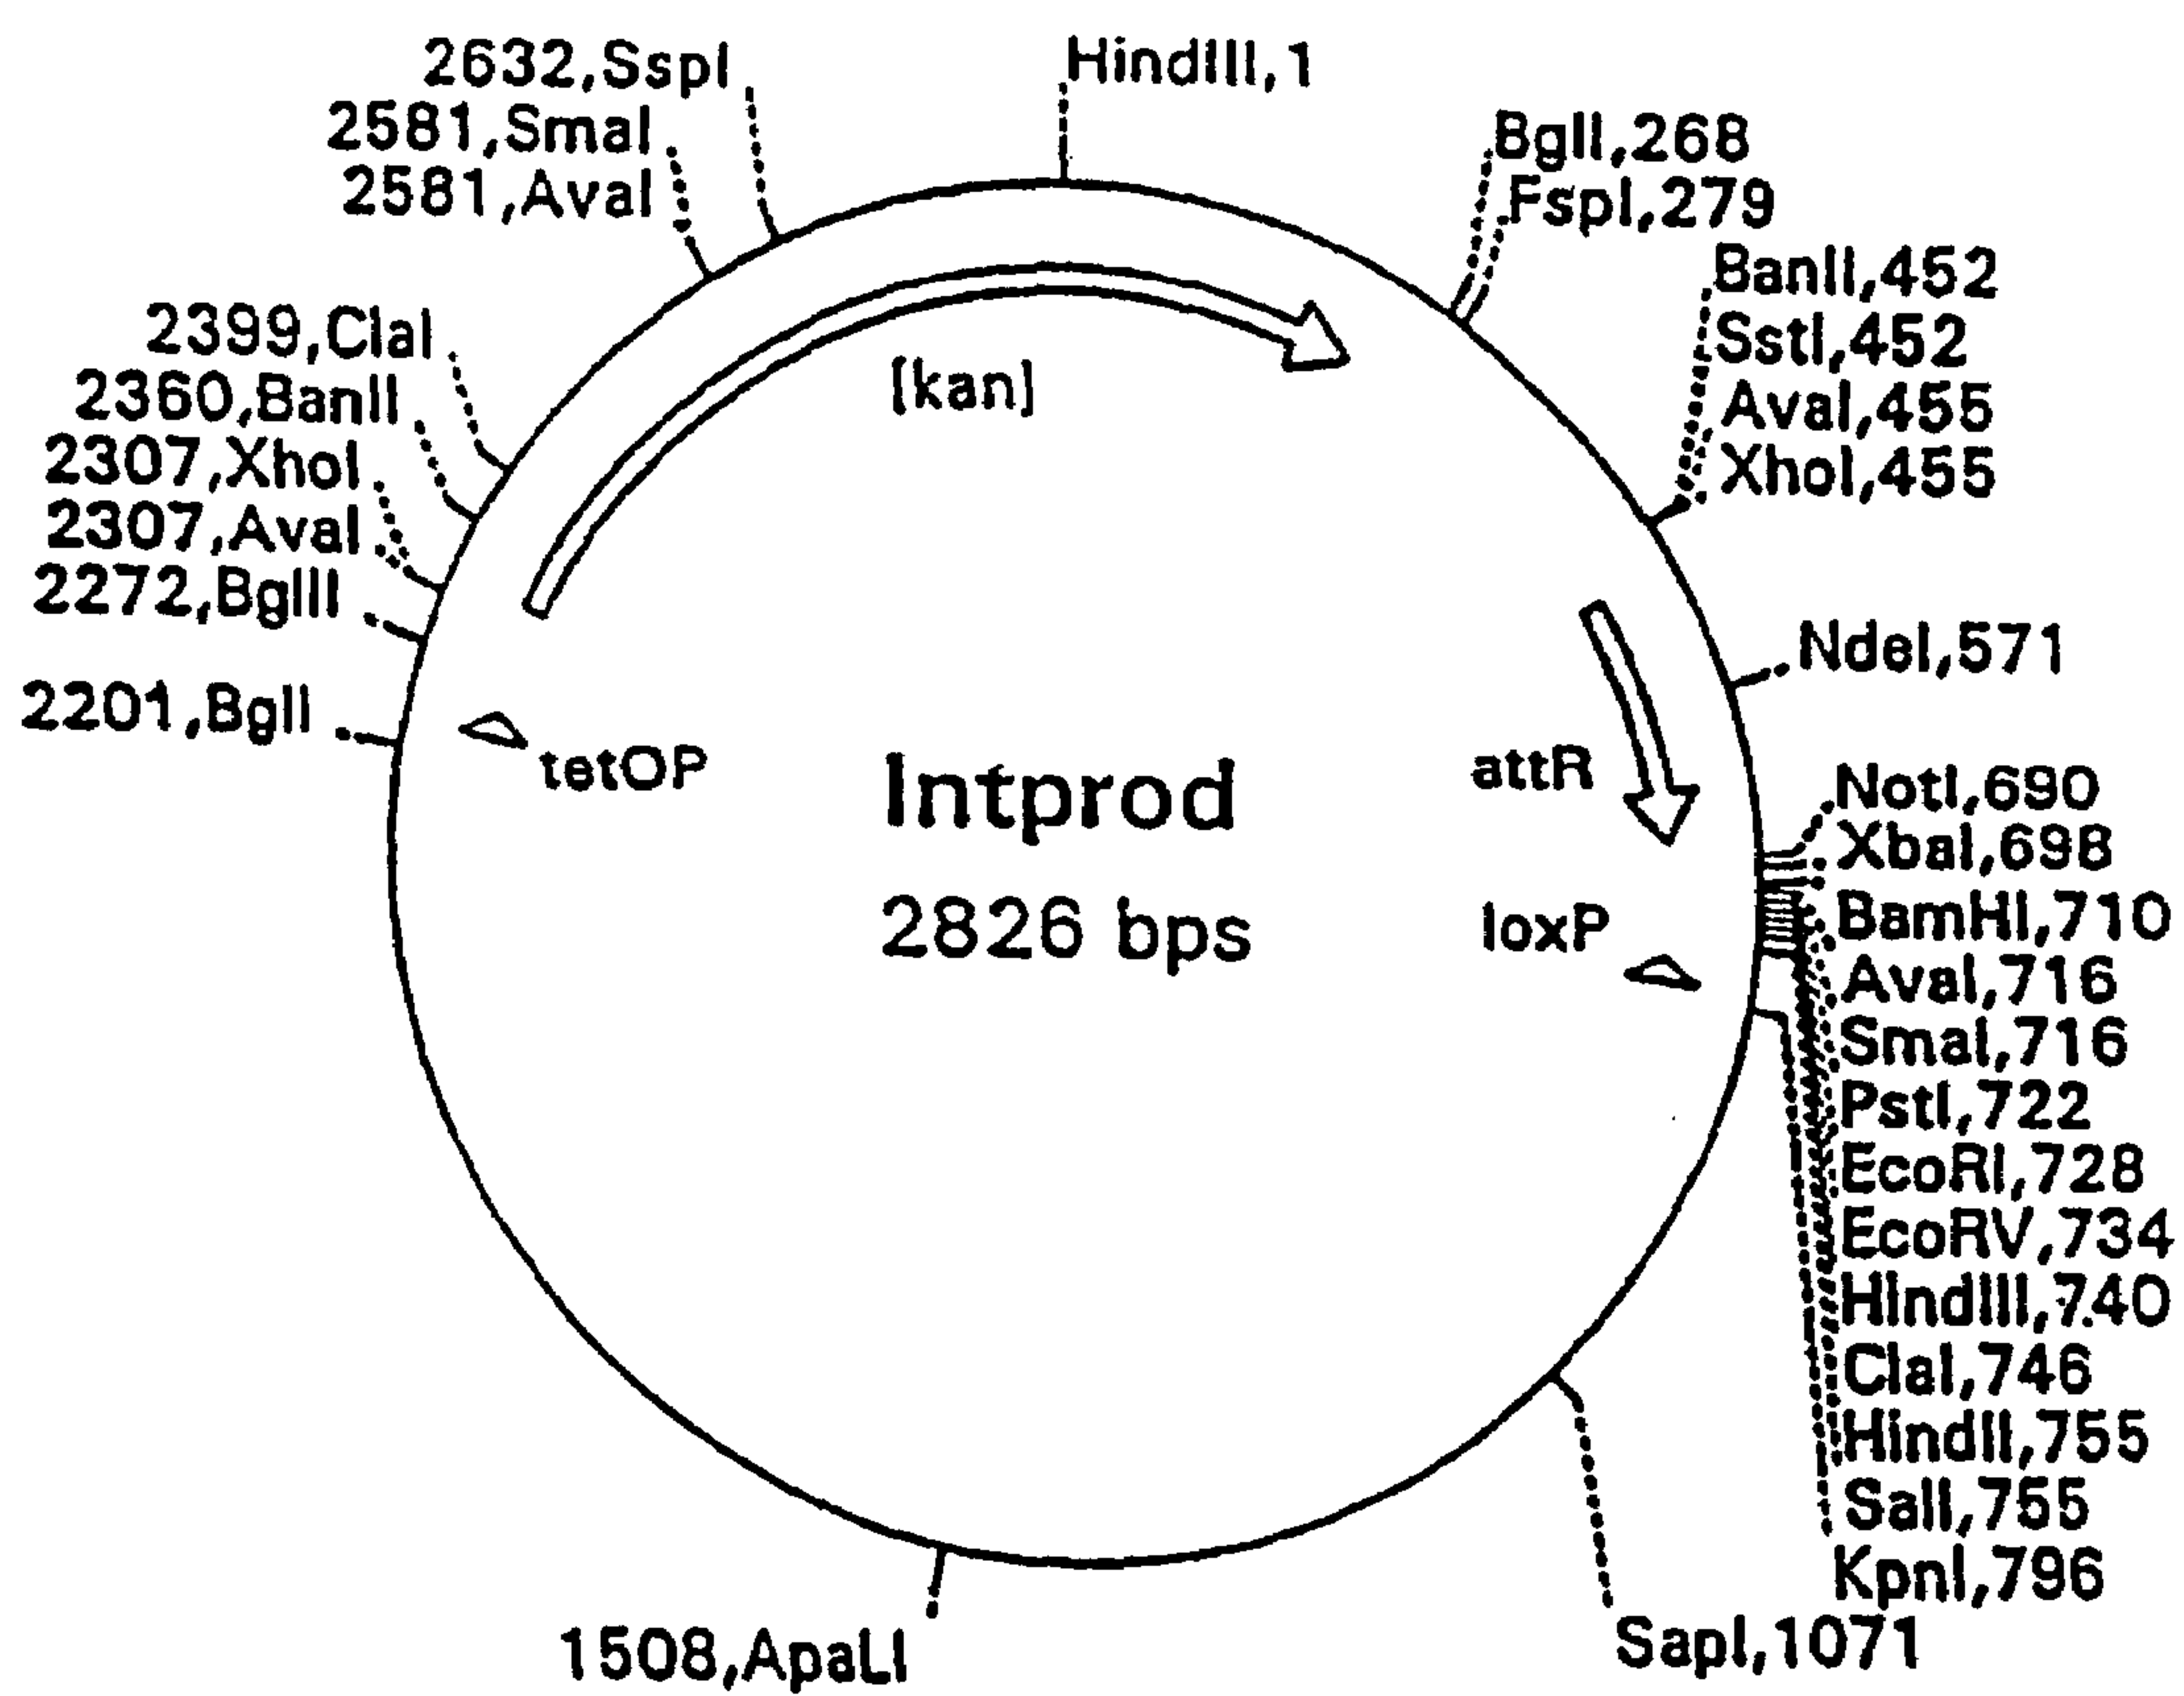 HindIII,1
BglI,268
FspI,279
BanII,452
SstI,452
AvaI,455
XhoI,455
NdeI,571
NotI,690
XbaI,698
BamHI,710
AvaI,716
SmaI,716
PstI,722
EcoRI,728
EcoRV,734
HindIII,740
ClaI,746
HindII,755
SalI,755
KpnI,796
SapI,1071
1508,ApaLI
2201,BglI
2272,BglII
2307,AvaI
2307,XhoI
2360,BanII
2399,ClaI
2581,AvaI
2581,SmaI
2632,SspI
[kan]
tetOP
attR
loxP
Intprod
2826 bps